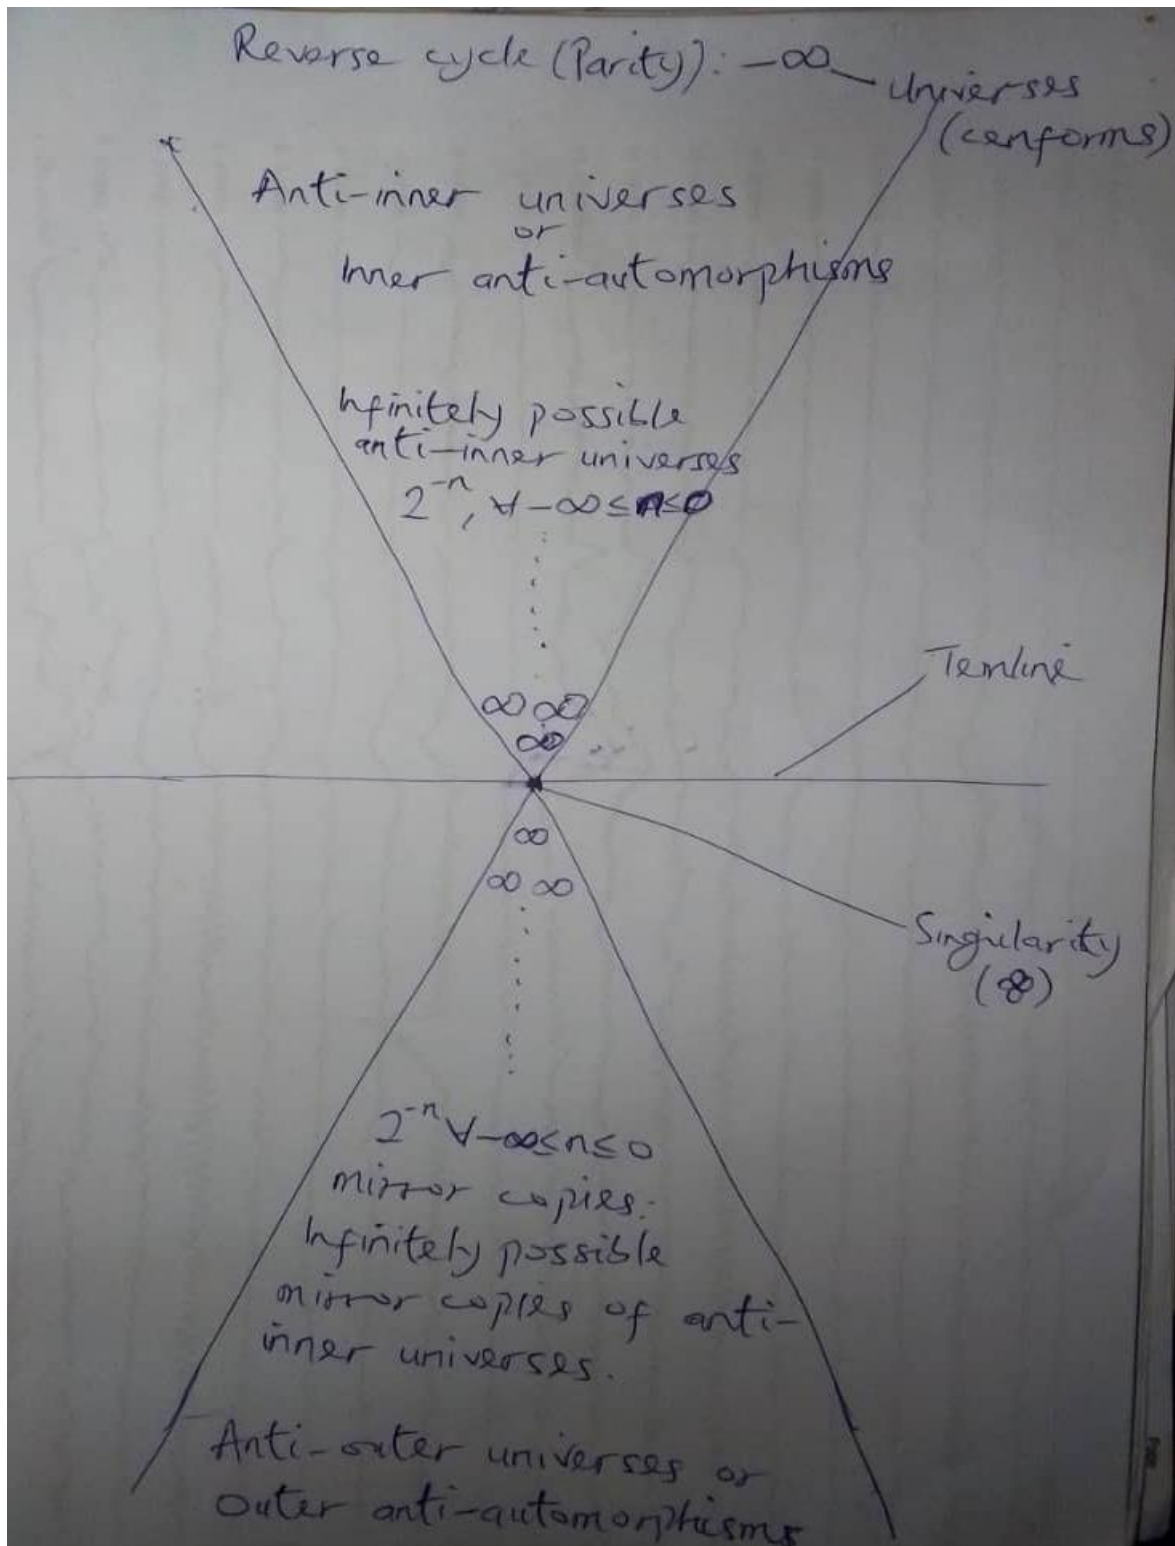 Reverse cycle (Parity): -∞
Universes
(cenforms)
Anti-inner universes
or
Inner anti-automorphisms
Infinitely possible
anti-inner universes
2⁻ⁿ, ∀ -∞ ≤ n ≤ 0
∞ ∞
∞
Temline
∞
∞ ∞
Singularity
2⁻ⁿ ∀ -∞ ≤ n ≤ 0
mirror copies.
Infinitely possible
mirror copies of anti-
inner universes.
Anti-outer universes or
outer anti-automorphisms